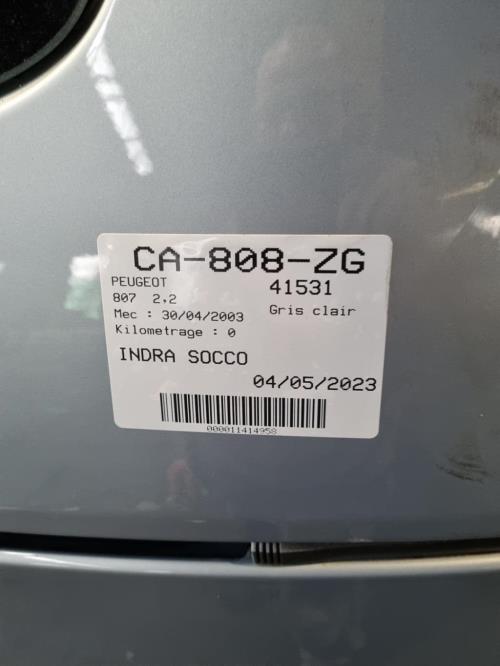 CA-808-ZG
PEUGEOT 41531
807 2,2 Gris clair
Mec : 30/04/2003
Kilometrage : 0
INDRA SOCCO
04/05/2023
000011414958